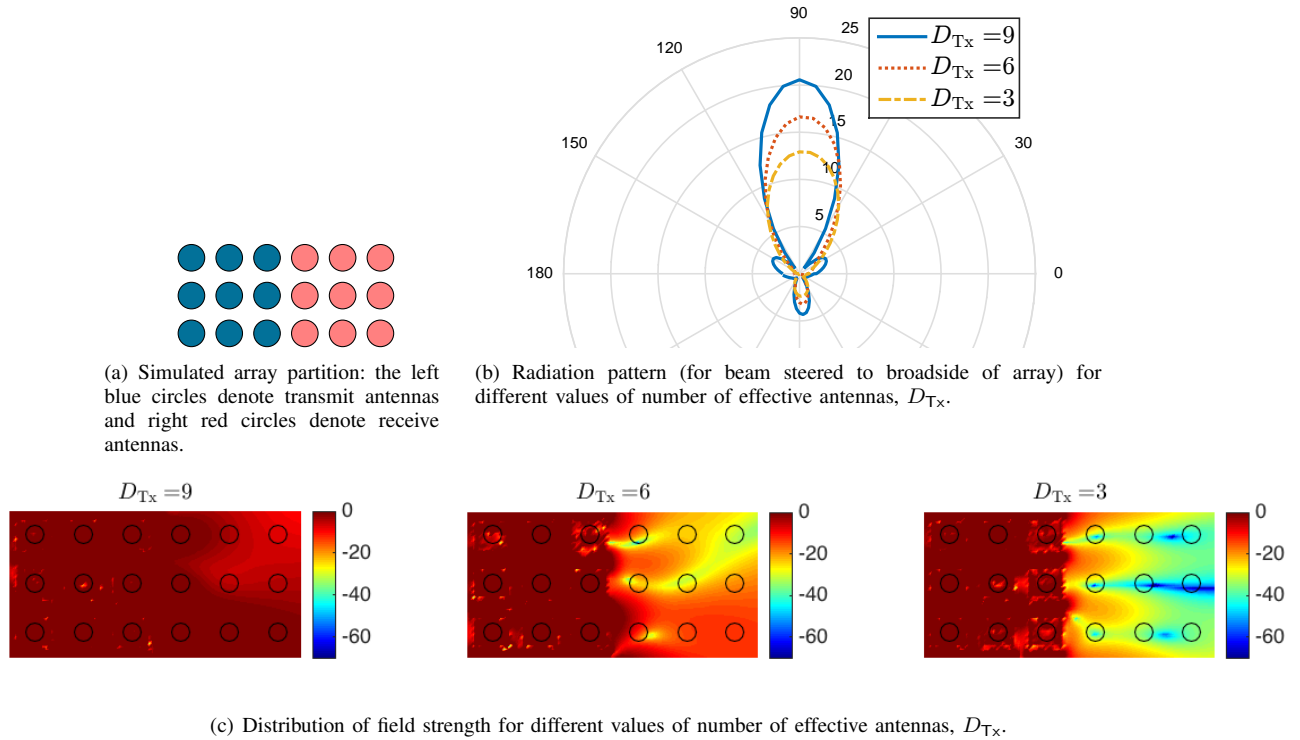 90
120
25
20
15
10
5
150
30
180
0
D_Tx =9
D_Tx =6
D_Tx =3
(a) Simulated array partition: the left
blue circles denote transmit antennas
and right red circles denote receive
antennas.
(b) Radiation pattern (for beam steered to broadside of array) for
different values of number of effective antennas, D_Tx.
D_Tx =9
0
-20
-40
-60
D_Tx =6
0
-20
-40
-60
D_Tx =3
0
-20
-40
-60
(c) Distribution of field strength for different values of number of effective antennas, D_Tx.